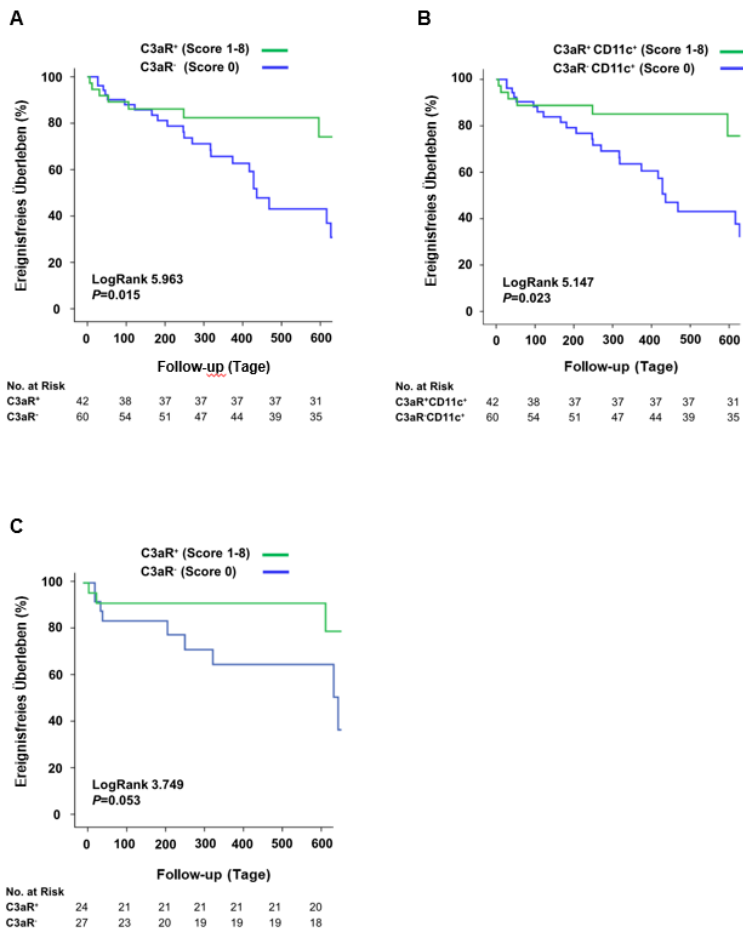 A
C3aR⁺ (Score 1-8)
C3aR⁻ (Score 0)
Ereignisfreies Überleben (%)
100
80
60
40
20
0
LogRank 5.963
P=0.015
0 100 200 300 400 500 600
Follow-up (Tage)
No. at Risk
C3aR⁺ 42 38 37 37 37 37 31
C3aR⁻ 60 54 51 47 44 39 35
B
C3aR⁺ CD11c⁺ (Score 1-8)
C3aR⁻ CD11c⁺ (Score 0)
Ereignisfreies Überleben (%)
100
80
60
40
20
0
LogRank 5.147
P=0.023
0 100 200 300 400 500 600
Follow-up (Tage)
No. at Risk
C3aR⁺CD11c⁺ 42 38 37 37 37 37 31
C3aR⁻CD11c⁺ 60 54 51 47 44 39 35
C
C3aR⁺ (Score 1-8)
C3aR⁻ (Score 0)
Ereignisfreies Überleben (%)
100
80
60
40
20
0
LogRank 3.749
P=0.053
0 100 200 300 400 500 600
Follow-up (Tage)
No. at Risk
C3aR⁺ 24 21 21 21 21 21 20
C3aR⁻ 27 23 20 19 19 19 18